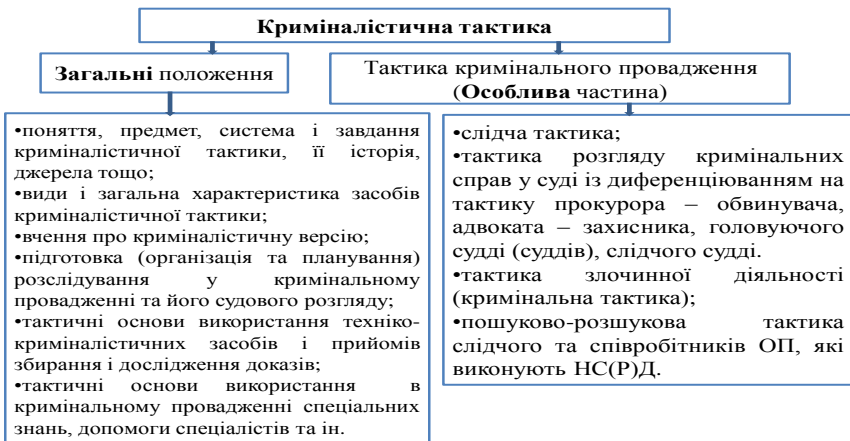 Криміналістична тактика
Загальні положення
Тактика кримінального провадження
(Особлива частина)
•поняття, предмет, система і завдання
криміналістичної тактики, її історія,
джерела тощо;
•види і загальна характеристика засобів
криміналістичної тактики;
•вчення про криміналістичну версію;
•підготовка (організація та планування)
розслідування у кримінальному
провадженні та його судового розгляду;
•тактичні основи використання техніко-
криміналістичних засобів і прийомів
збирання і дослідження доказів;
•тактичні основи використання в
кримінальному провадженні спеціальних
знань, допомоги спеціалістів та ін.
•слідча тактика;
•тактика розгляду кримінальних
справ у суді із диференціюванням на
тактику прокурора – обвинувача,
адвоката – захисника, головуючого
судді (суддів), слідчого судді.
•тактика злочинної діяльності
(кримінальна тактика);
•пошуково-розшукова тактика
слідчого та співробітників ОП, які
виконують НС(Р)Д.